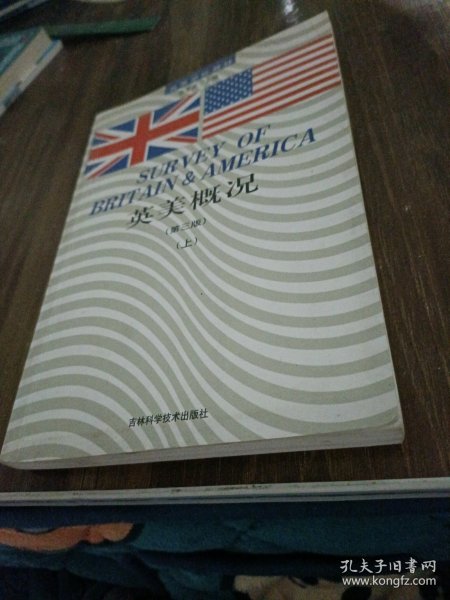 SURVEY OF
BRITAIN & AMERICA
英美概况
（第三版）
（上）
吉林科学技术出版社
孔夫子旧书网
www.kongfz.com